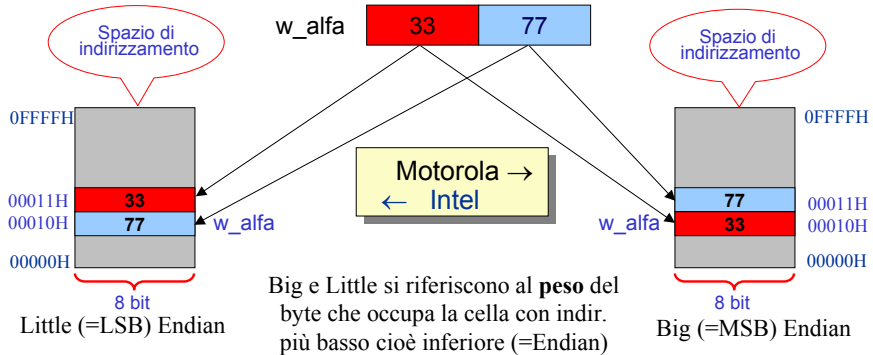 w_alfa 33 77
Spazio di
indirizzamento
0FFFFH
00011H 33
00010H 77 w_alfa
00000H
8 bit
Little (=LSB) Endian
Motorola →
← Intel
Big e Little si riferiscono al peso del
byte che occupa la cella con indir.
più basso cioè inferiore (=Endian)
Spazio di
indirizzamento
0FFFFH
77 00011H
w_alfa 33 00010H
00000H
8 bit
Big (=MSB) Endian